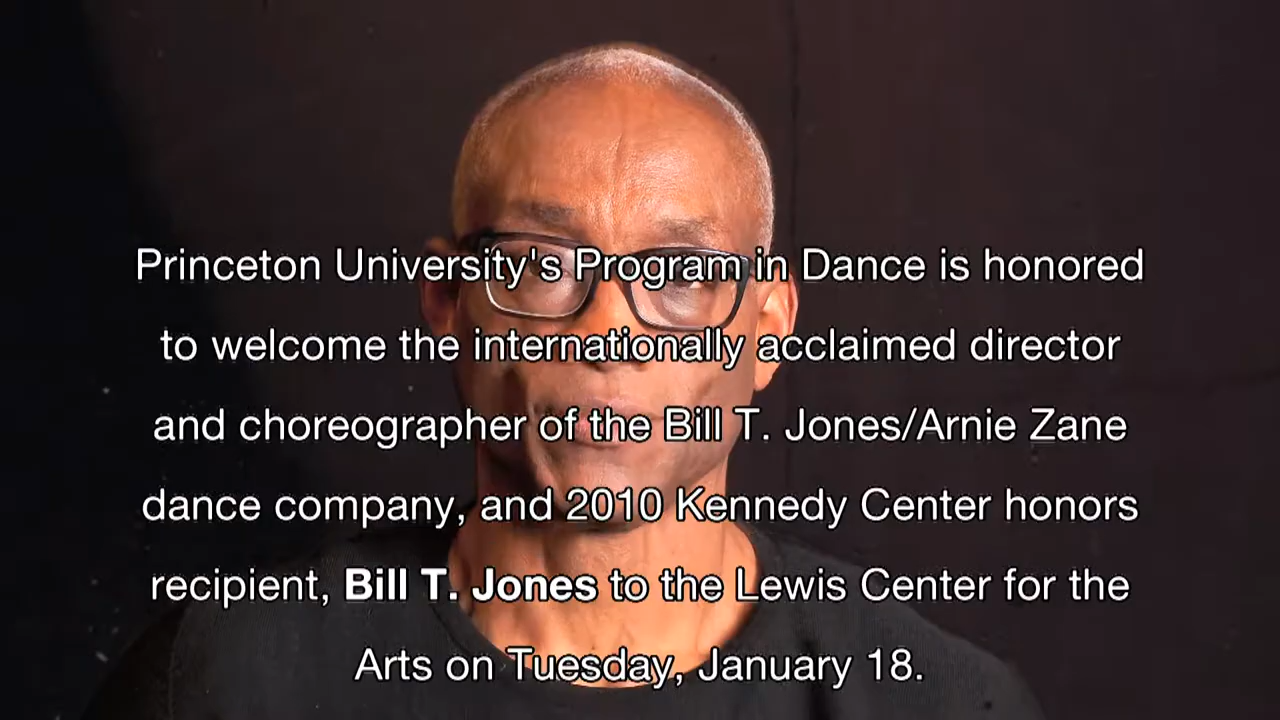 Princeton University's Program in Dance is honored
to welcome the internationally acclaimed director
and choreographer of the Bill T. Jones/Arnie Zane
dance company, and 2010 Kennedy Center honors
recipient, Bill T. Jones to the Lewis Center for the
Arts on Tuesday, January 18.